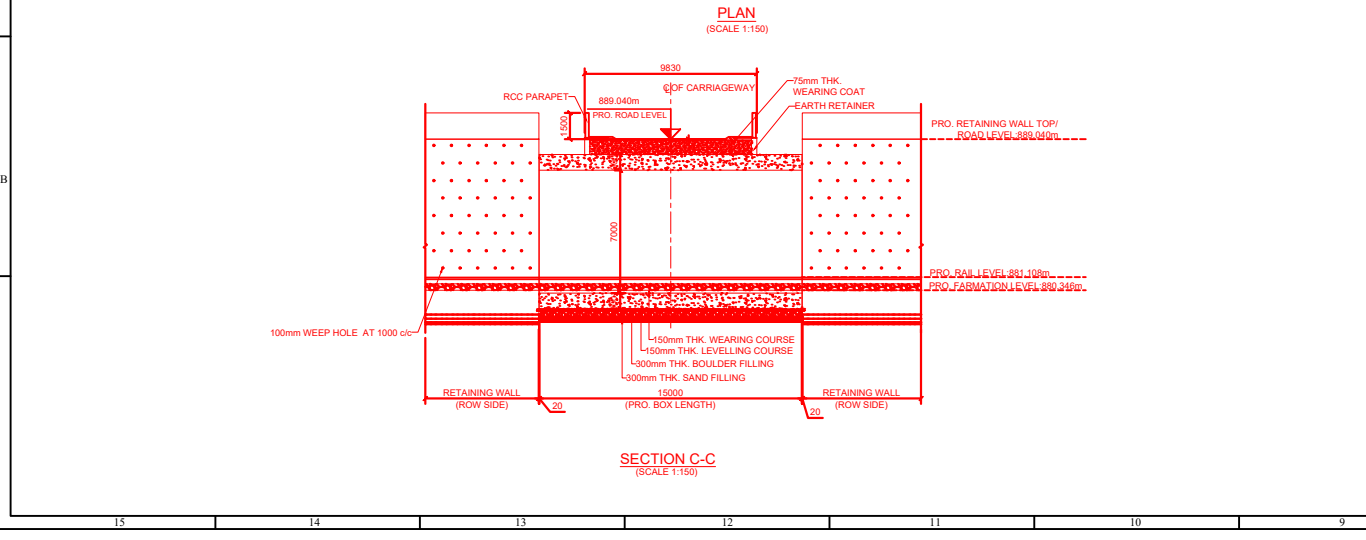 PLAN
(SCALE 1:150)
9830
℄ OF CARRIAGEWAY
75mm THK.
WEARING COAT
RCC PARAPET
889.040m
EARTH RETAINER
PRO. ROAD LEVEL
1500
PRO. RETAINING WALL TOP/
ROAD LEVEL:889.040m
B
7000
PRO. RAIL LEVEL:881.108m
PRO. FARMATION LEVEL:880.346m
100mm WEEP HOLE AT 1000 c/c
150mm THK. WEARING COURSE
150mm THK. LEVELLING COURSE
300mm THK. BOULDER FILLING
300mm THK. SAND FILLING
RETAINING WALL
(ROW SIDE)
20
15000
(PRO. BOX LENGTH)
20
RETAINING WALL
(ROW SIDE)
SECTION C-C
(SCALE 1:150)
15 14 13 12 11 10 9